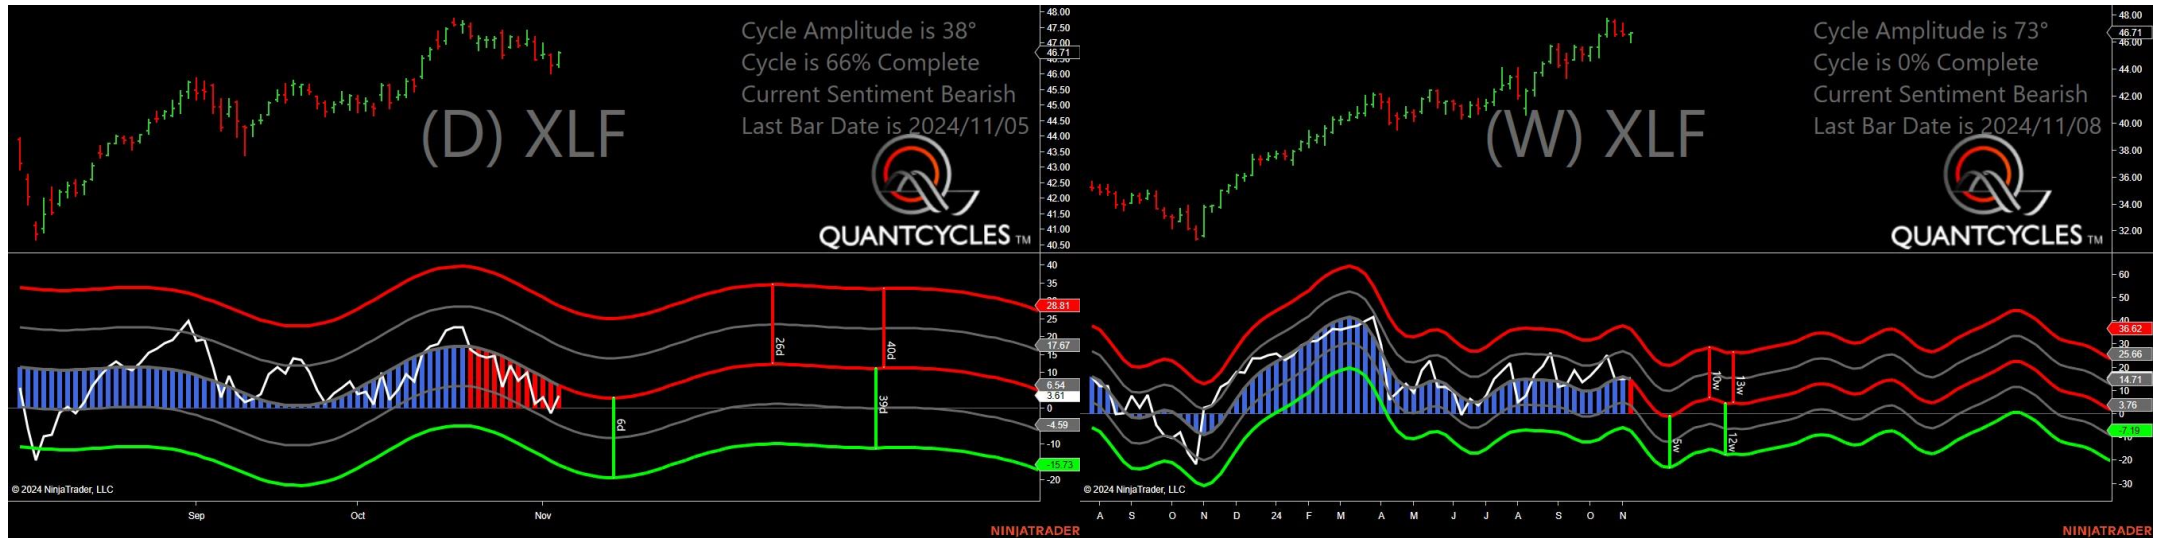 Cycle Amplitude is 38°
Cycle is 66% Complete
Current Sentiment Bearish
Last Bar Date is 2024/11/05
(D) XLF
QUANTCYCLES TM
48.00
47.50
47.00
46.71
46.00
45.50
45.00
44.50
44.00
43.50
43.00
42.50
42.00
41.50
41.00
40.50
40
35
28.81
25
20
17.67
15
10
6.54
3.61
0
-4.59
-10
-15.73
-20
26d
40d
6d
39d
© 2024 NinjaTrader, LLC
Sep
Oct
Nov
NINJATRADER
Cycle Amplitude is 73°
Cycle is 0% Complete
Current Sentiment Bearish
Last Bar Date is 2024/11/08
(W) XLF
QUANTCYCLES TM
48.00
46.71
46.00
44.00
42.00
40.00
38.00
36.00
34.00
32.00
60
50
40
36.62
30
25.66
20
14.71
10
3.76
0
-7.19
-20
-30
10w
13w
5w
12w
© 2024 NinjaTrader, LLC
A S O N D 24 F M A M J J A S O N
NINJATRADER